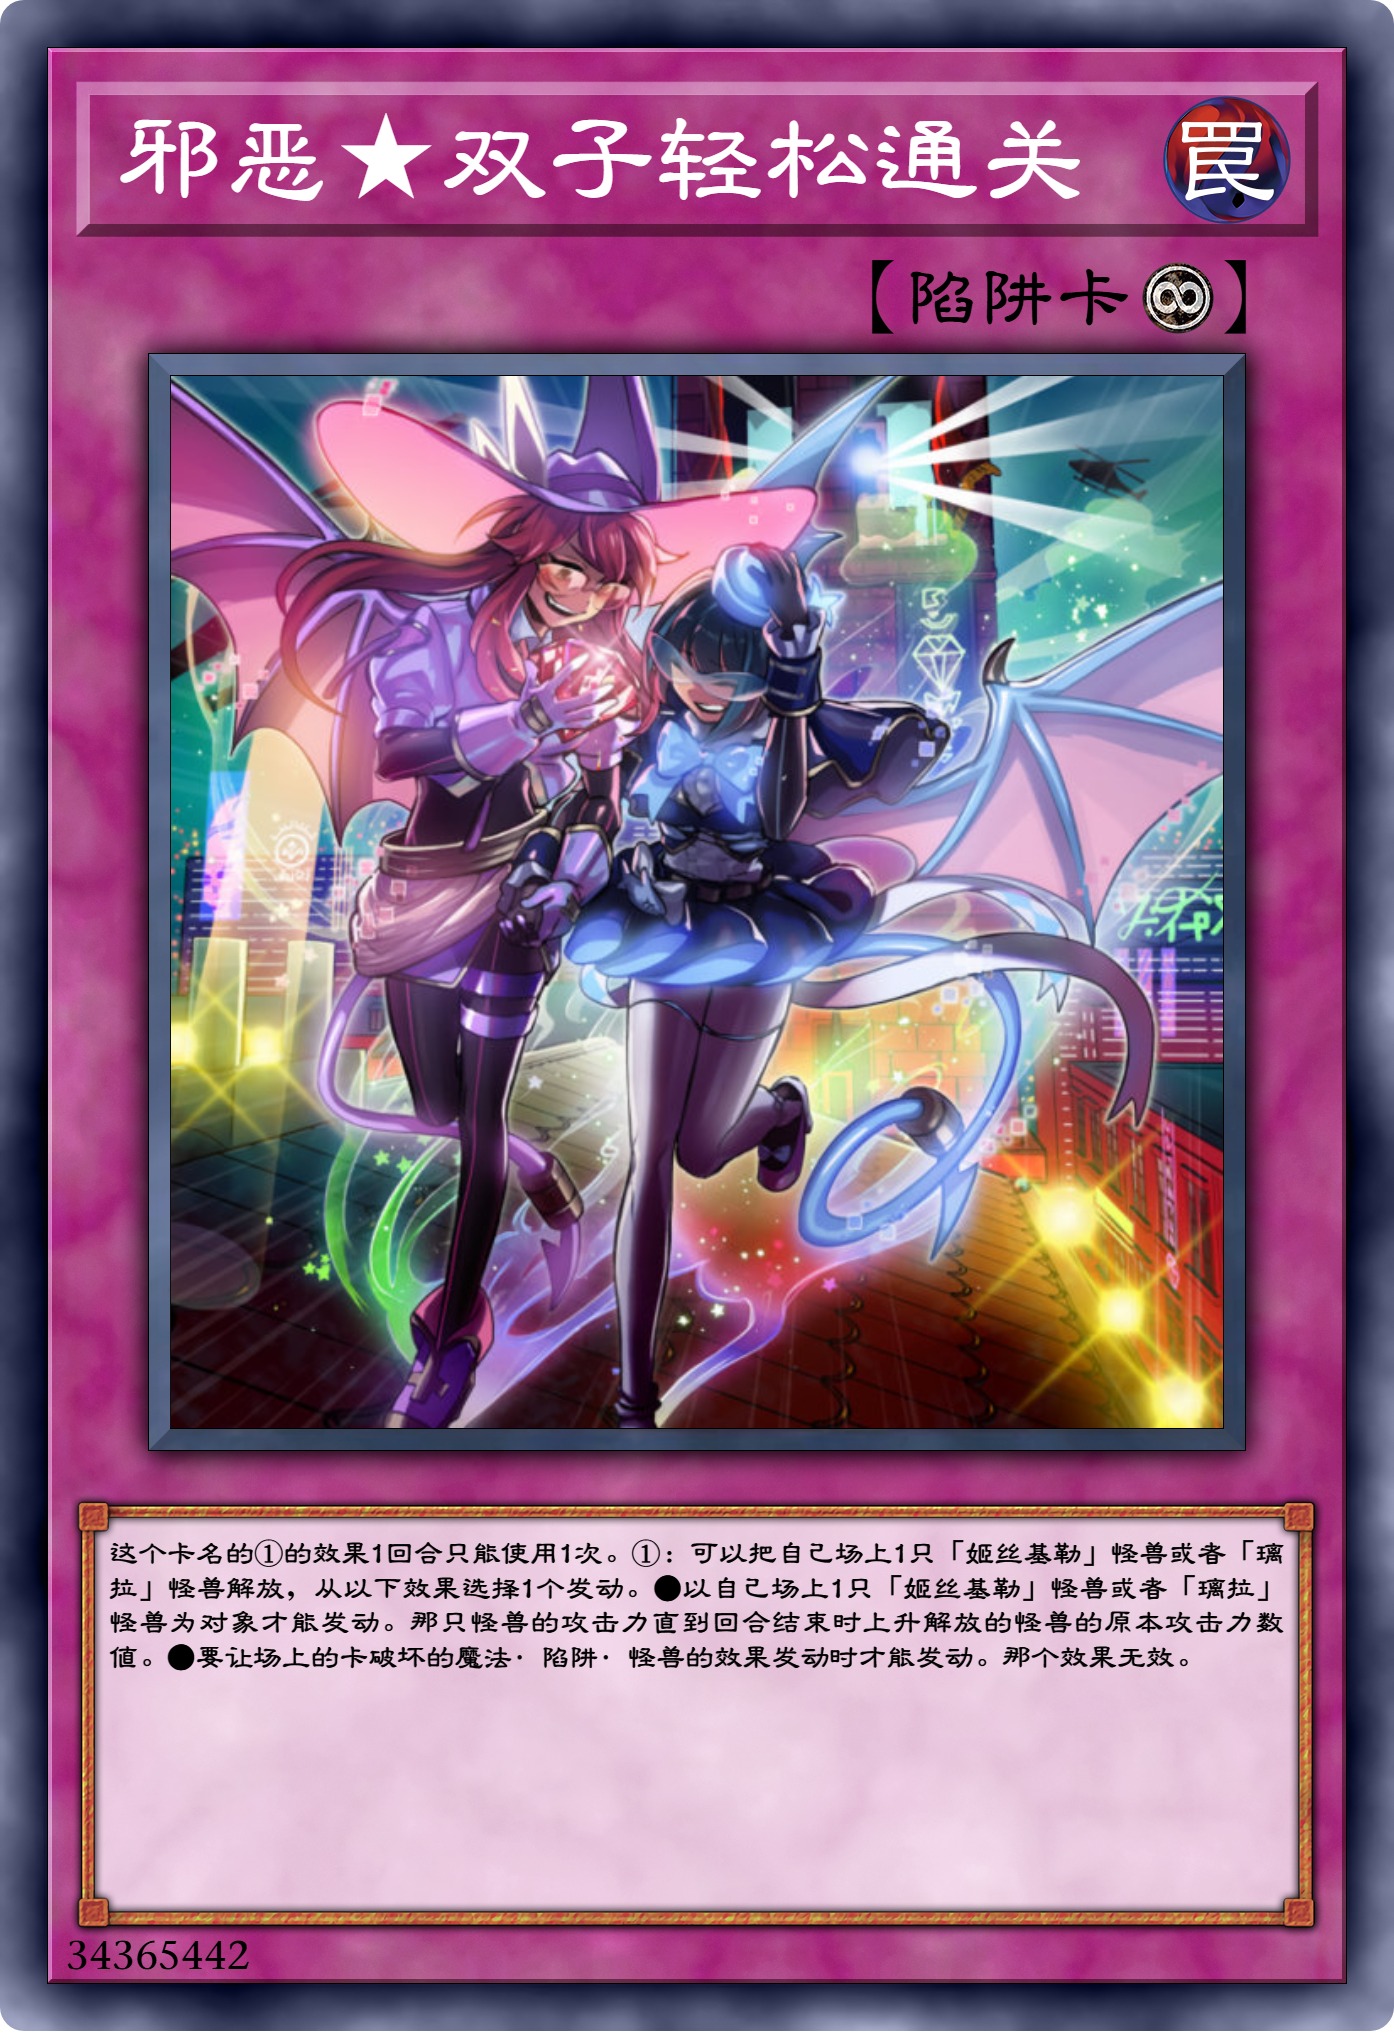 邪恶★双子轻松通关
罠
【陷阱卡♾】
这个卡名的①的效果1回合只能使用1次。①：可以把自己场上1只「姬丝基勒」怪兽或者「璃
拉」怪兽解放，从以下效果选择1个发动。●以自己场上1只「姬丝基勒」怪兽或者「璃拉」
怪兽为对象才能发动。那只怪兽的攻击力直到回合结束时上升解放的怪兽的原本攻击力数
值。●要让场上的卡破坏的魔法·陷阱·怪兽的效果发动时才能发动。那个效果无效。
34365442